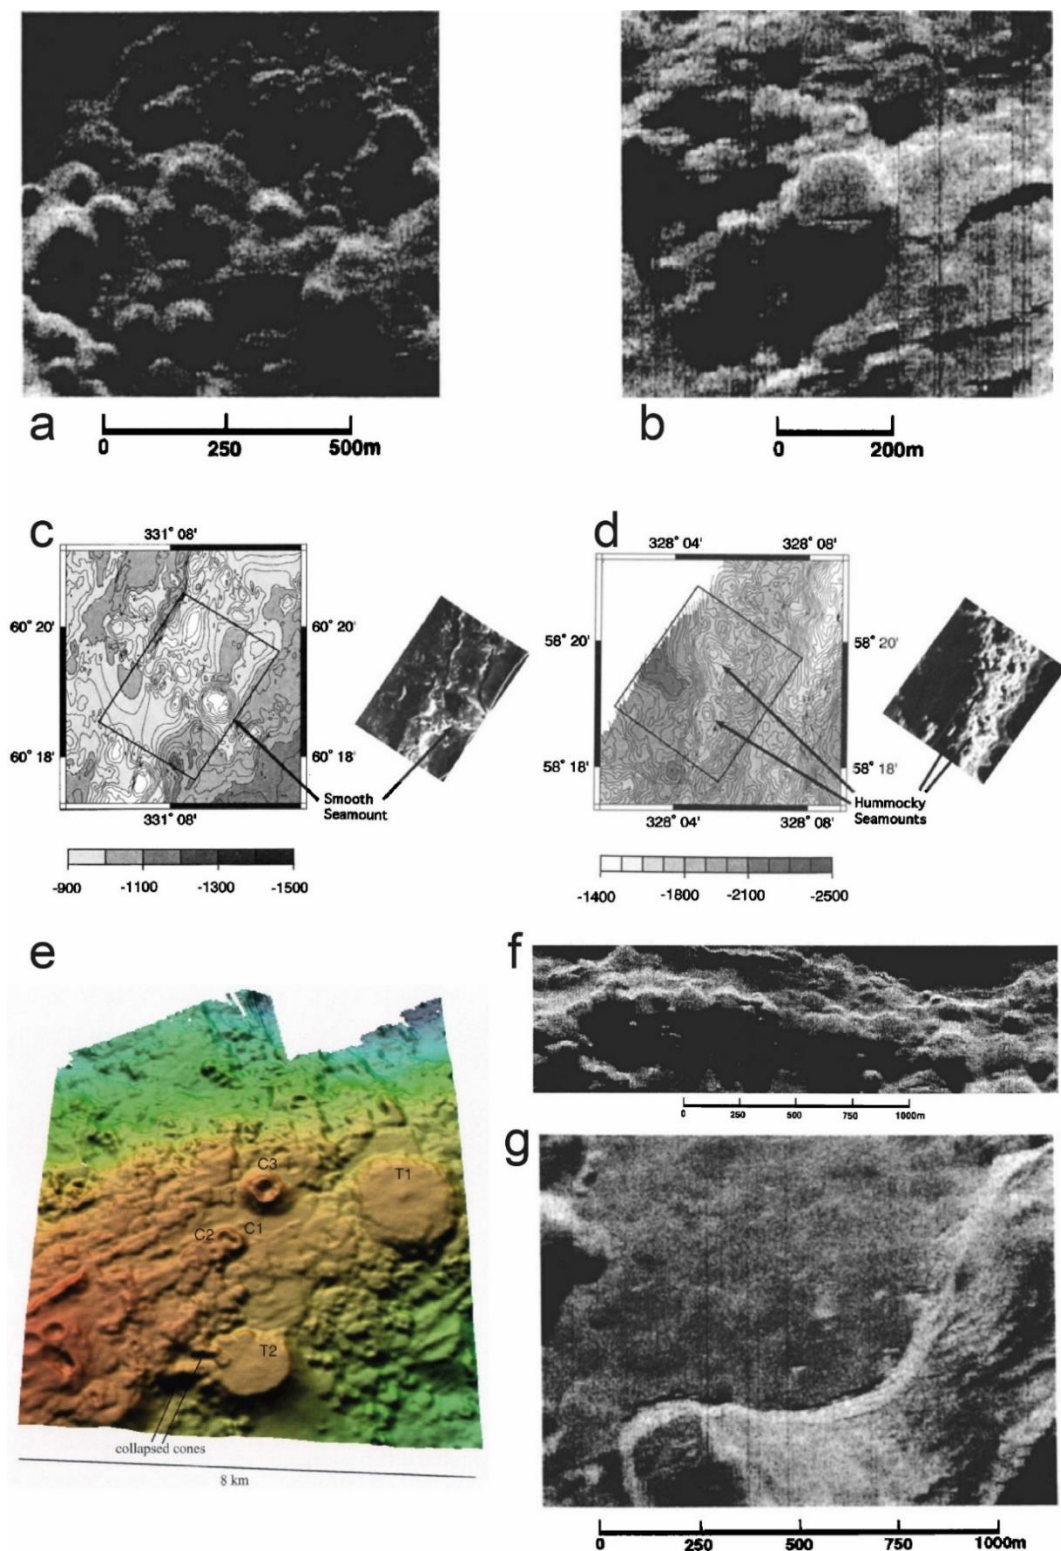 a
0 250 500m
b
0 200m
c
331° 08'
60° 20'
60° 20'
60° 18'
60° 18'
331° 08'
Smooth
Seamount
-900 -1100 -1300 -1500
d
328° 04' 328° 08'
58° 20'
58° 20'
58° 18'
58° 18'
328° 04' 328° 08'
Hummocky
Seamounts
-1400 -1800 -2100 -2500
e
C3
T1
C2 C1
T2
collapsed cones
8 km
f
0 250 500 750 1000m
g
0 250 500 750 1000m